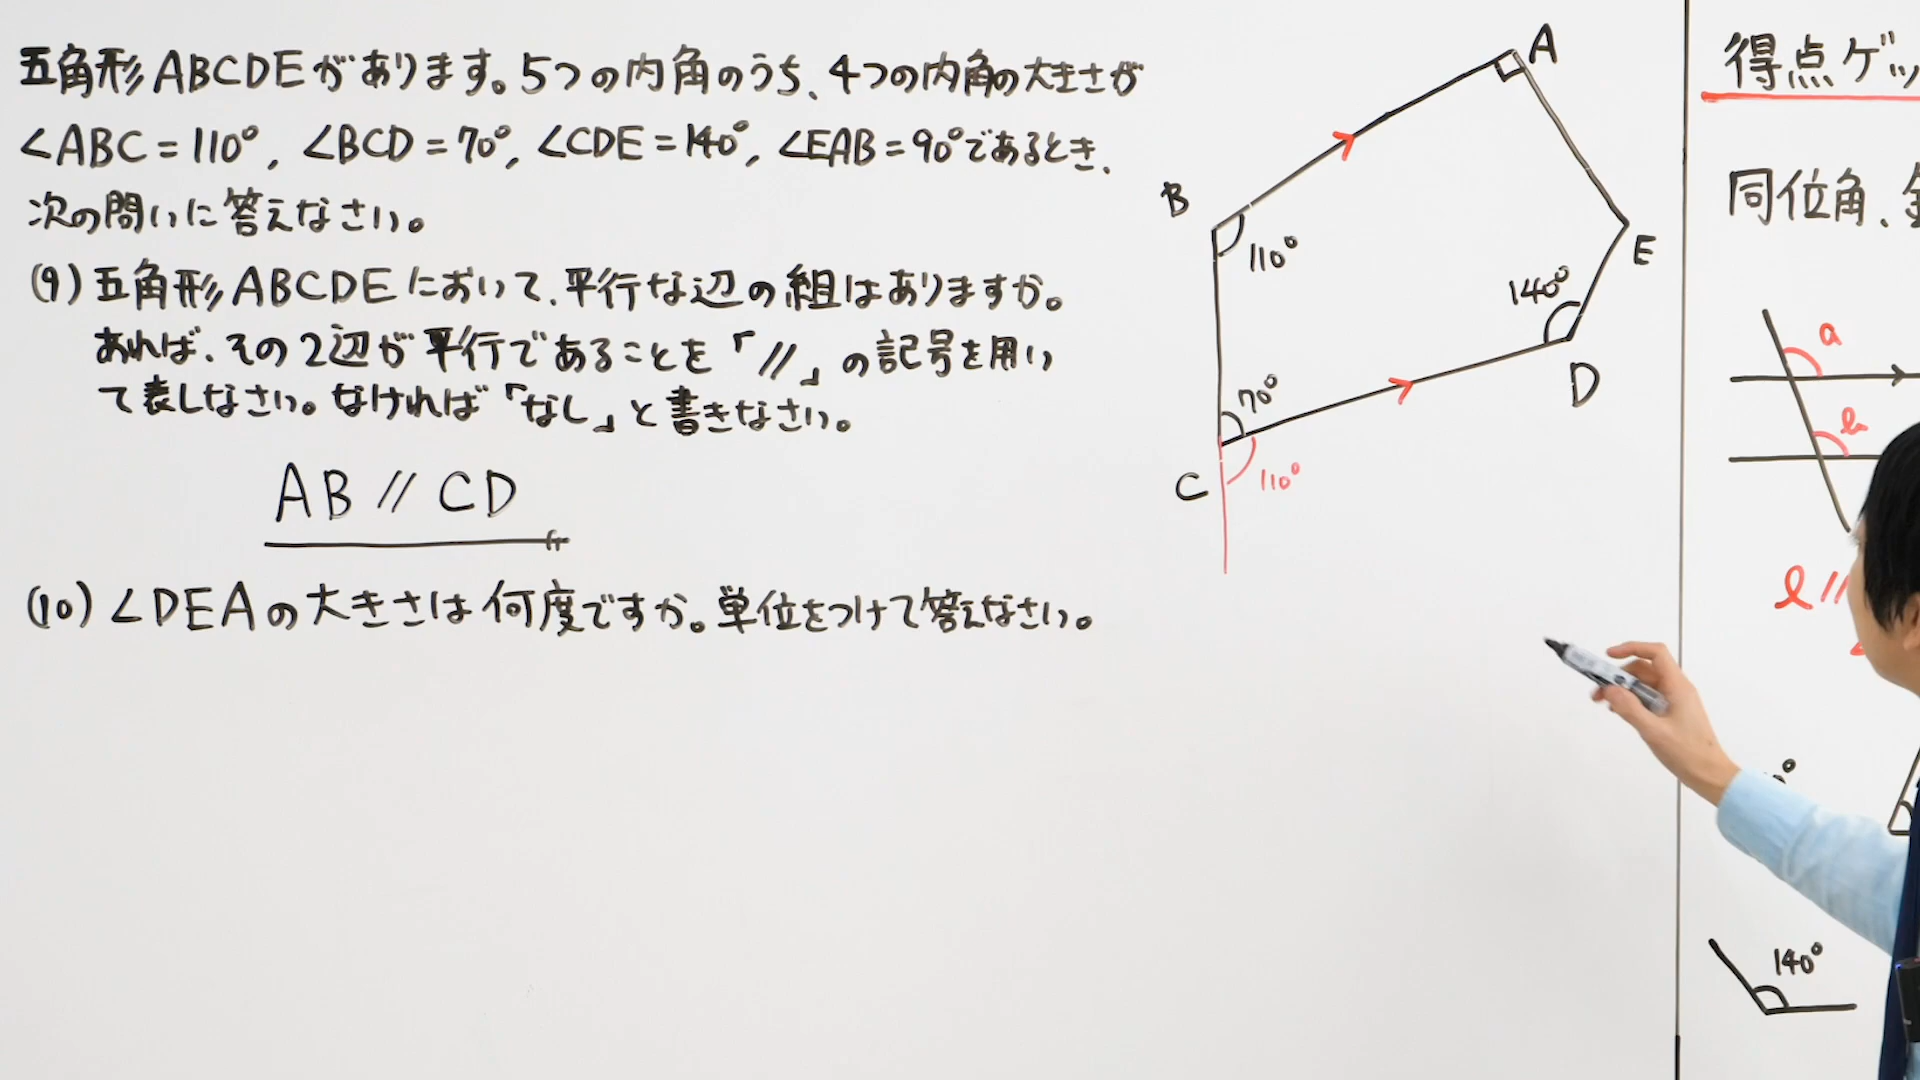 五角形ABCDEがあります。5つの内角のうち、4つの内角の大きさが
∠ABC=110°, ∠BCD=70°, ∠CDE=140°, ∠EAB=90°であるとき、
次の問いに答えなさい。
(9) 五角形ABCDEにおいて、平行な辺の組はありますか。
あれば、その2辺が平行であることを「//」の記号を用い
て表しなさい。なければ「なし」と書きなさい。
AB // CD
(10) ∠DEAの大きさは何度ですか。単位をつけて答えなさい。
A
B
110°
E
140°
D
70°
C
110°
得点ゲッ
同位角、
a
b
l //
140°